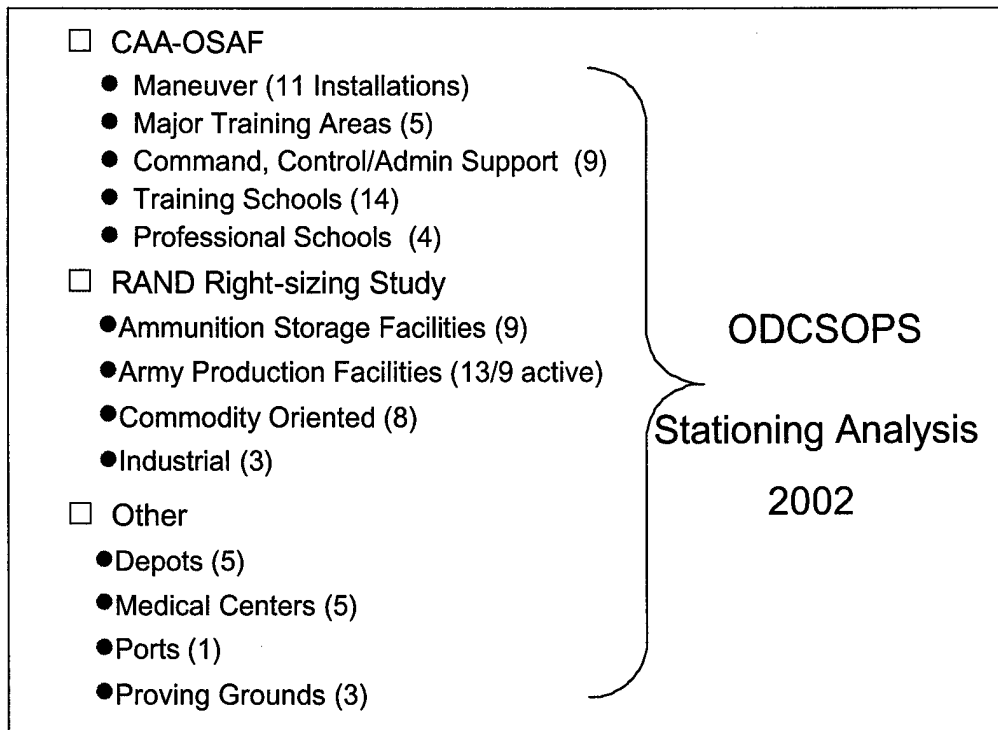 ☐ CAA-OSAF
● Maneuver (11 Installations)
● Major Training Areas (5)
● Command, Control/Admin Support (9)
● Training Schools (14)
● Professional Schools (4)
☐ RAND Right-sizing Study
●Ammunition Storage Facilities (9)
●Army Production Facilities (13/9 active)
●Commodity Oriented (8)
●Industrial (3)
☐ Other
●Depots (5)
●Medical Centers (5)
●Ports (1)
●Proving Grounds (3)
ODCSOPS
Stationing Analysis
2002